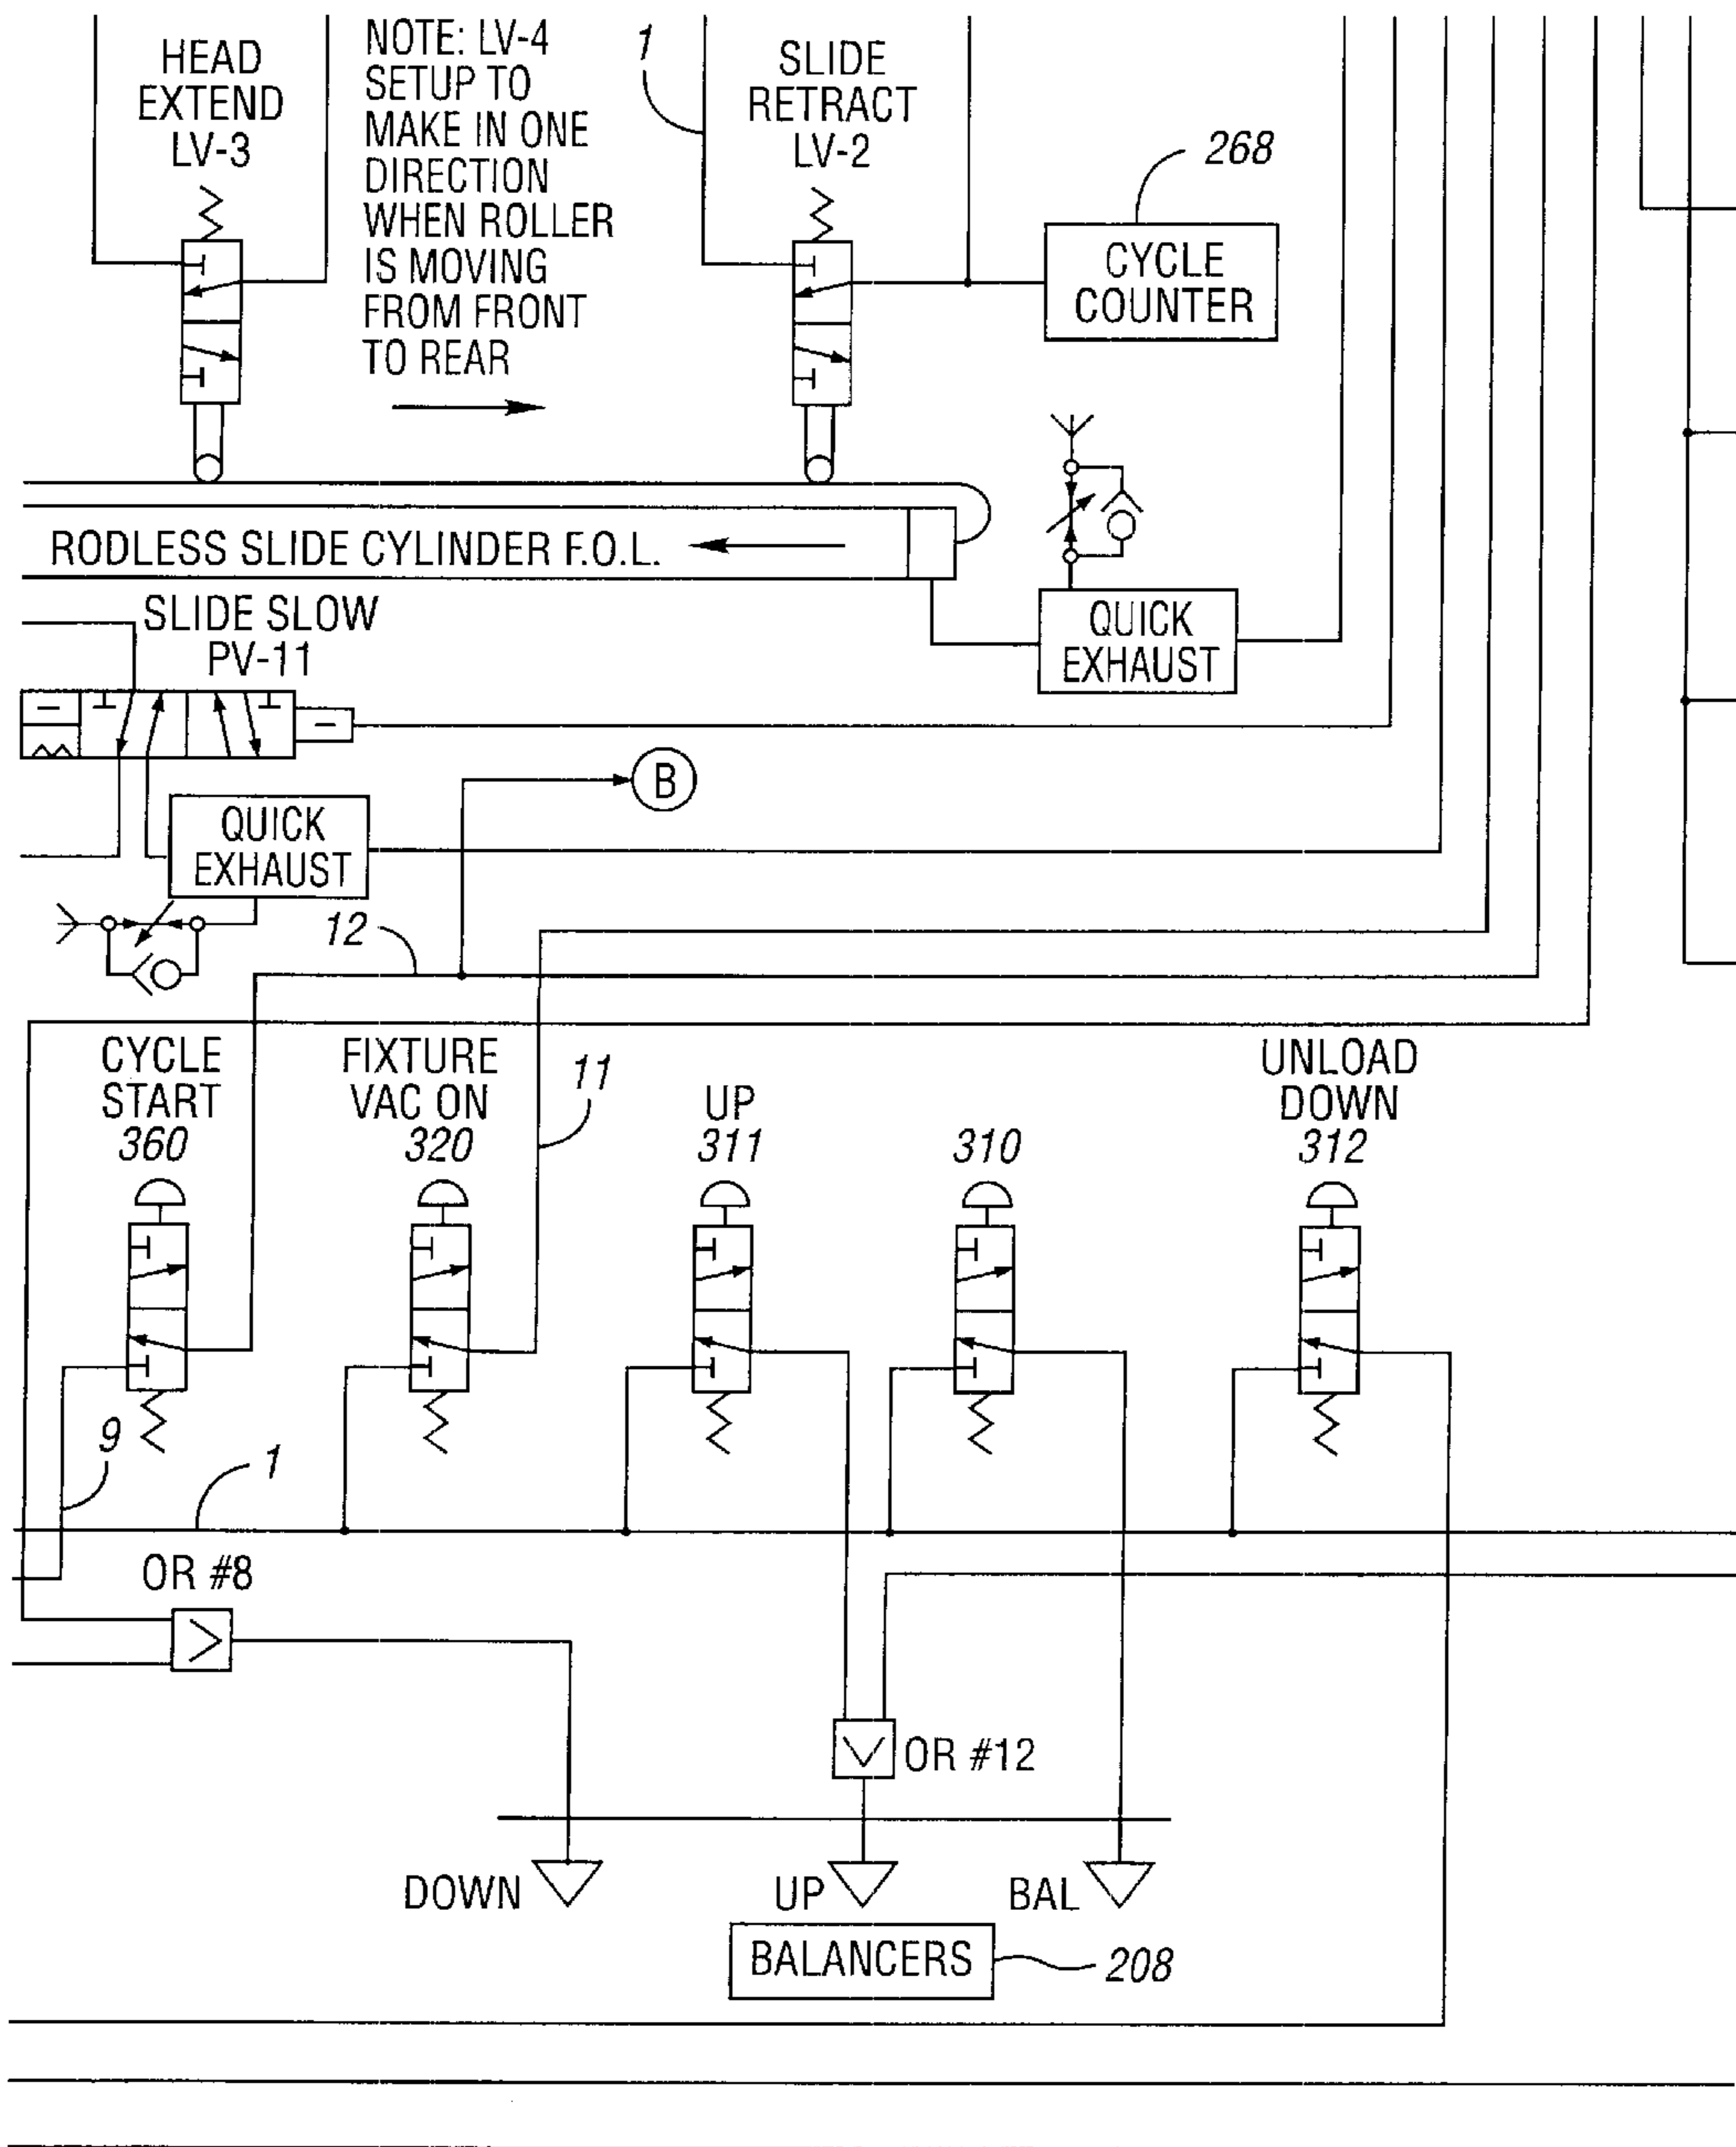 HEAD
EXTEND
LV-3
NOTE: LV-4
SETUP TO
MAKE IN ONE
DIRECTION
WHEN ROLLER
IS MOVING
FROM FRONT
TO REAR
1
SLIDE
RETRACT
LV-2
268
CYCLE
COUNTER
RODLESS SLIDE CYLINDER F.O.L.
SLIDE SLOW
PV-11
QUICK
EXHAUST
B
QUICK
EXHAUST
12
CYCLE
START
360
FIXTURE
VAC ON
320
11
UP
311
310
UNLOAD
DOWN
312
9
1
OR #8
OR #12
DOWN
UP
BAL
BALANCERS
208